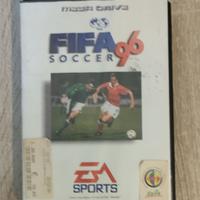 MEGA DRIVE
FIFA 96
SOCCER
EA
SPORTS